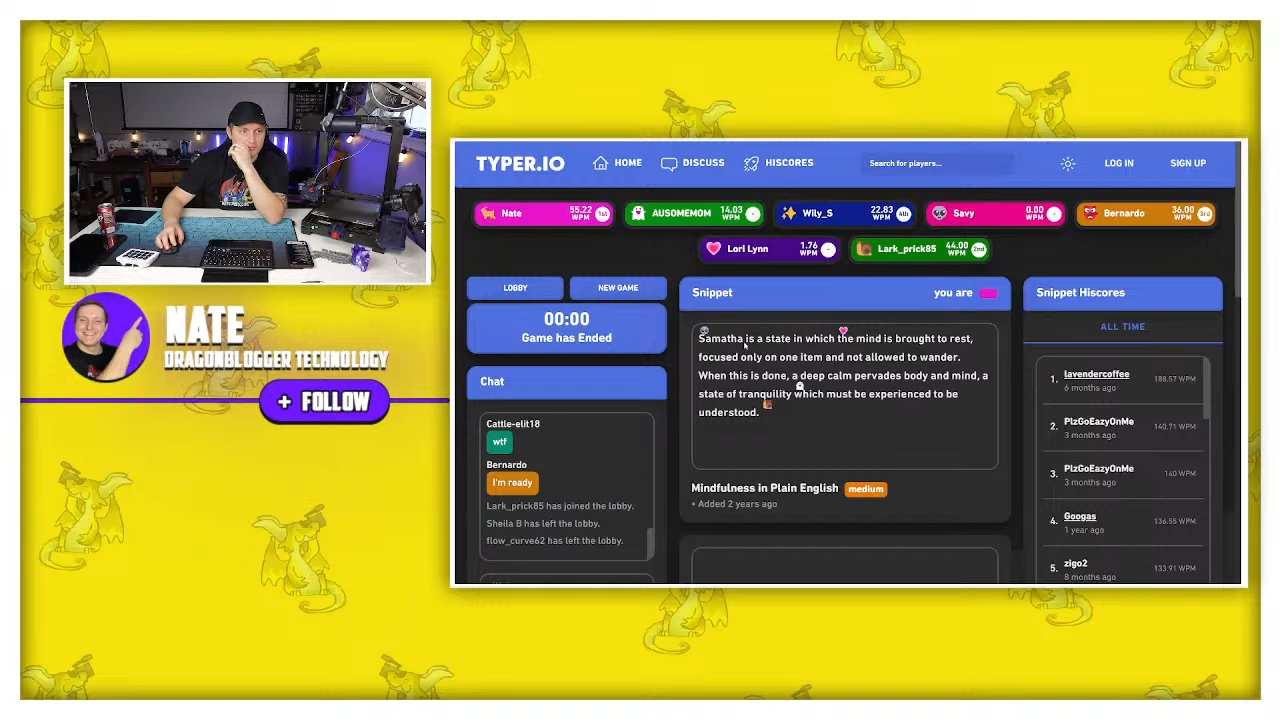 TYPER.IO
HOME
DISCUSS
HISCORES
Search for players...
LOG IN
SIGN UP
Nate 55.22 WPM 1st
AUSOMEMOM 14.03 WPM -
Wily_S 22.83 WPM 4th
Savy 0.00 WPM -
Bernardo 36.00 WPM 3rd
Lori Lynn 1.76 WPM -
Lark_prick85 44.00 WPM 2nd
LOBBY
NEW GAME
00:00
Game has Ended
Chat
Cattle-elit18
wtf
Bernardo
I'm ready
Lark_prick85 has joined the lobby.
Sheila B has left the lobby.
flow_curve62 has left the lobby.
Snippet
you are
Samatha is a state in which the mind is brought to rest,
focused only on one item and not allowed to wander.
When this is done, a deep calm pervades body and mind, a
state of tranquility which must be experienced to be
understood.
Mindfulness in Plain English medium
• Added 2 years ago
Snippet Hiscores
ALL TIME
1. lavendercoffee 188.57 WPM
6 months ago
2. PlzGoEazyOnMe 140.71 WPM
3 months ago
3. PlzGoEazyOnMe 140 WPM
3 months ago
4. Googas 136.55 WPM
1 year ago
5. zigo2 133.91 WPM
8 months ago
NATE
DRAGONBLOGGER TECHNOLOGY
+ FOLLOW